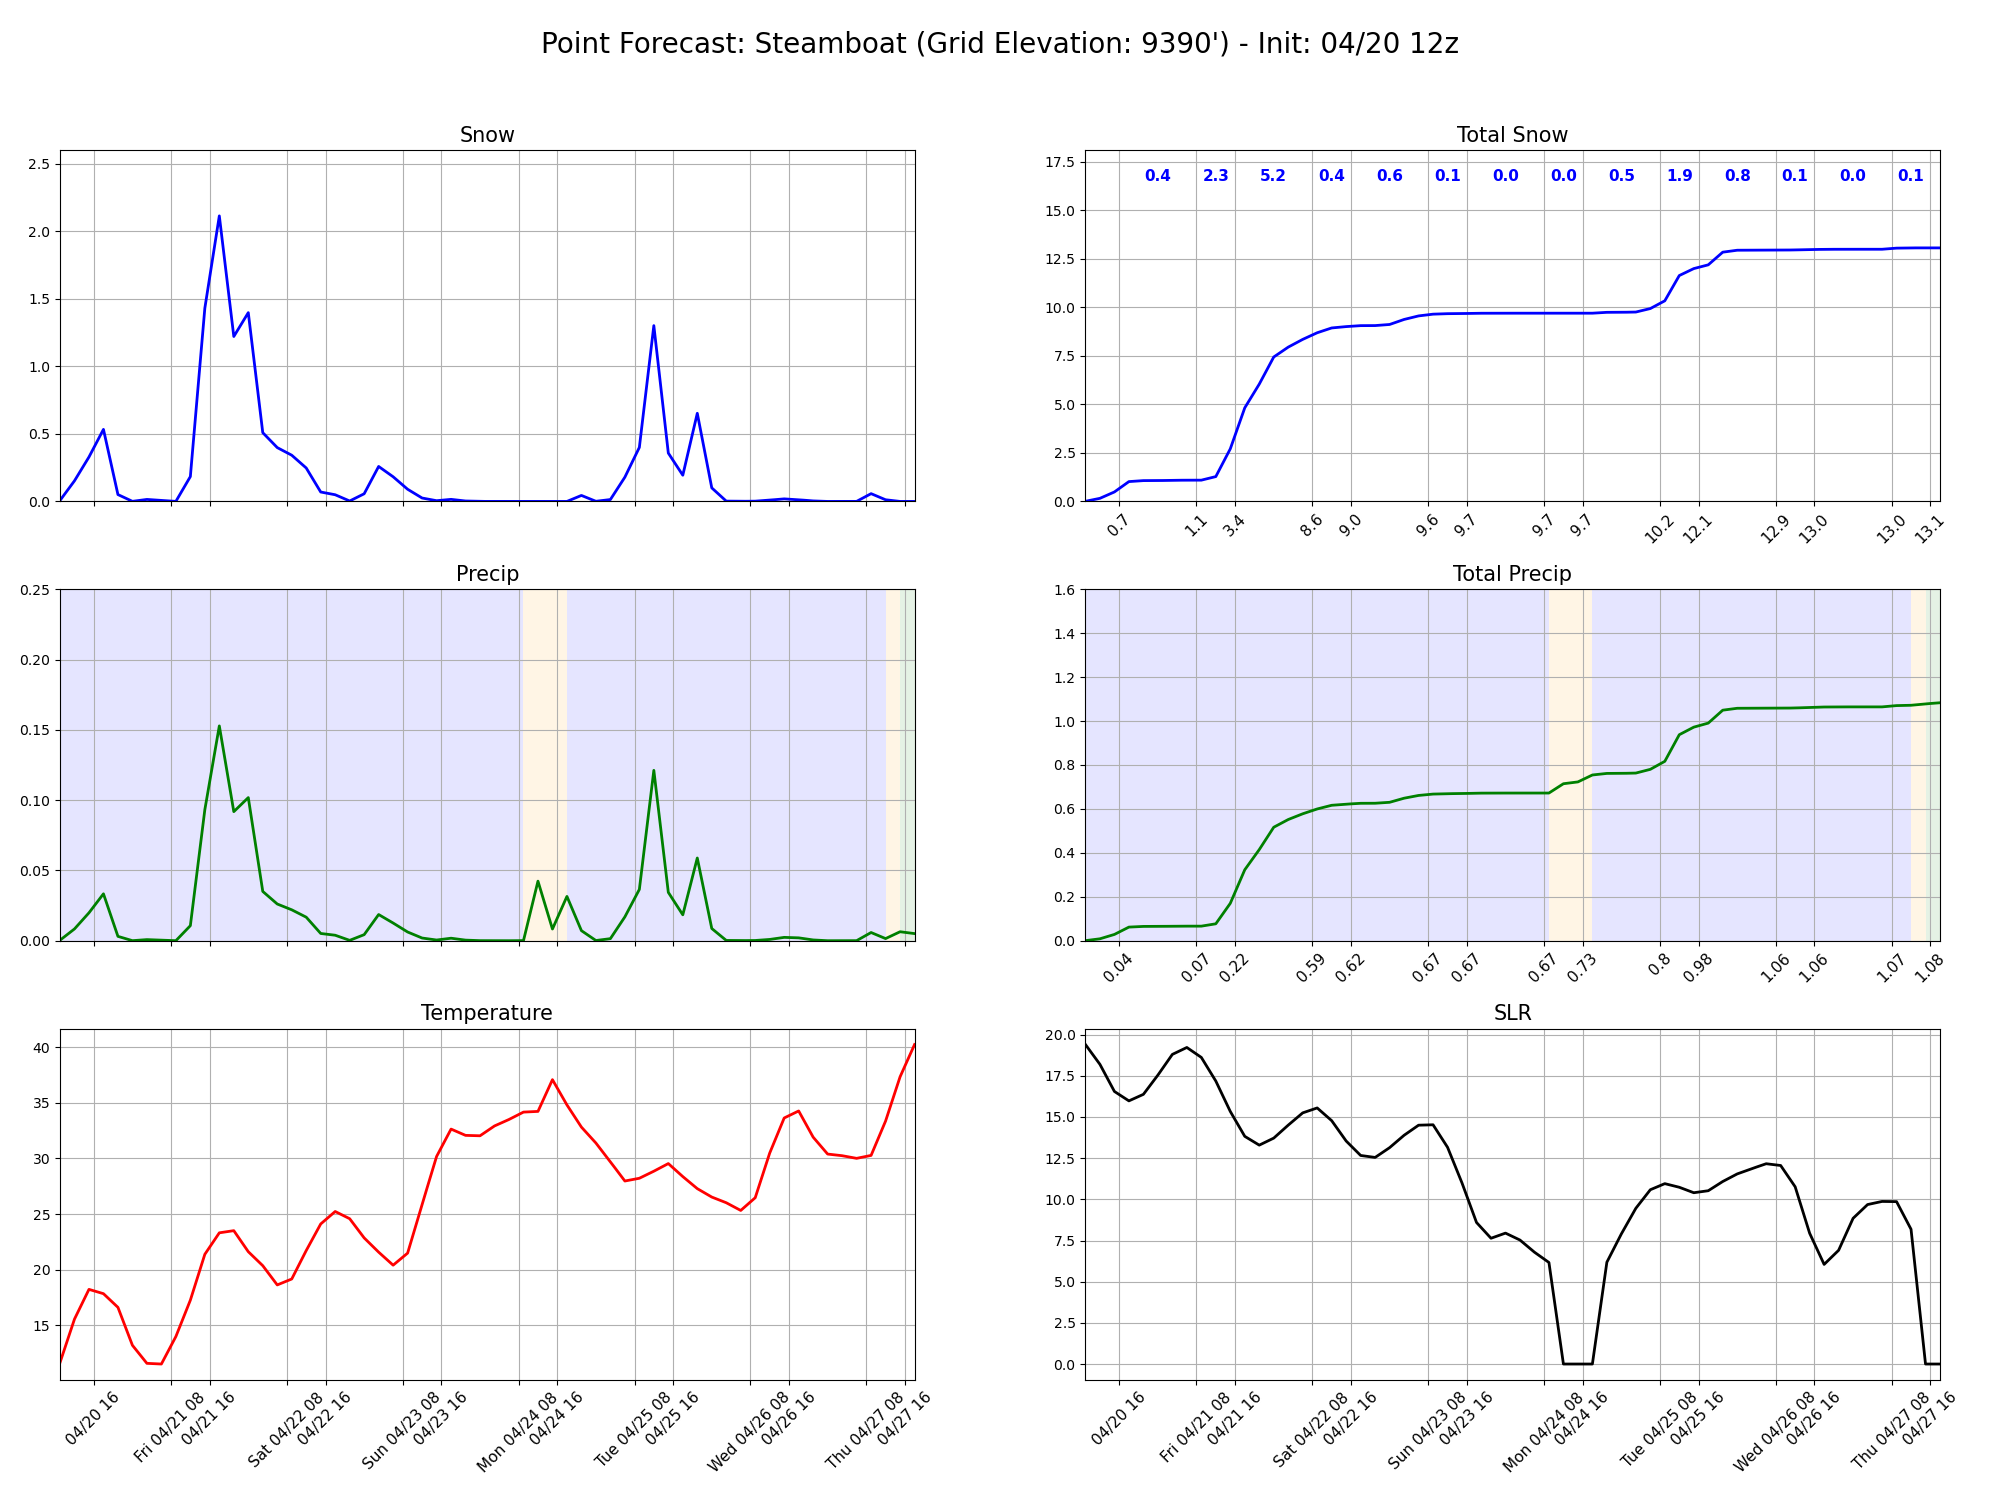 Point Forecast: Steamboat (Grid Elevation: 9390') - Init: 04/20 12z
Snow
2.5
2.0
1.5
1.0
0.5
0.0
Total Snow
17.5
15.0
12.5
10.0
7.5
5.0
2.5
0.0
0.4 2.3 5.2 0.4 0.6 0.1 0.0 0.0 0.5 1.9 0.8 0.1 0.0 0.1
0.7 1.1 3.4 8.6 9.0 9.6 9.7 9.7 9.7 10.2 12.1 12.9 13.0 13.0 13.1
Precip
0.25
0.20
0.15
0.10
0.05
0.00
Total Precip
1.6
1.4
1.2
1.0
0.8
0.6
0.4
0.2
0.0
0.04 0.07 0.22 0.59 0.62 0.67 0.67 0.67 0.73 0.8 0.98 1.06 1.06 1.07 1.08
Temperature
40
35
30
25
20
15
04/20 16
Fri 04/21 08
04/21 16
Sat 04/22 08
04/22 16
Sun 04/23 08
04/23 16
Mon 04/24 08
04/24 16
Tue 04/25 08
04/25 16
Wed 04/26 08
04/26 16
Thu 04/27 08
04/27 16
SLR
20.0
17.5
15.0
12.5
10.0
7.5
5.0
2.5
0.0
04/20 16
Fri 04/21 08
04/21 16
Sat 04/22 08
04/22 16
Sun 04/23 08
04/23 16
Mon 04/24 08
04/24 16
Tue 04/25 08
04/25 16
Wed 04/26 08
04/26 16
Thu 04/27 08
04/27 16